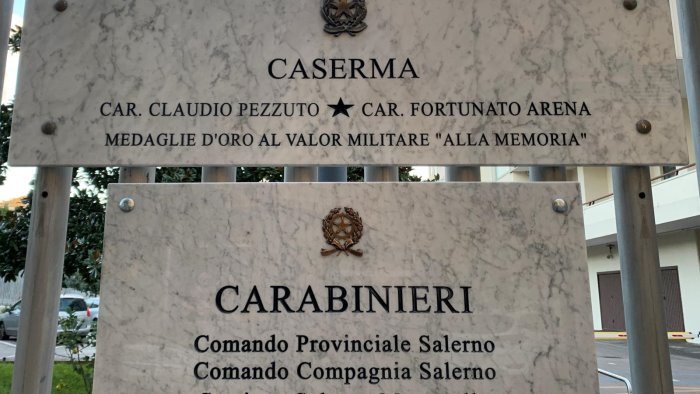 CASERMA
CAR. CLAUDIO PEZZUTO ★ CAR. FORTUNATO ARENA
MEDAGLIE D'ORO AL VALOR MILITARE "ALLA MEMORIA"
CARABINIERI
Comando Provinciale Salerno
Comando Compagnia Salerno